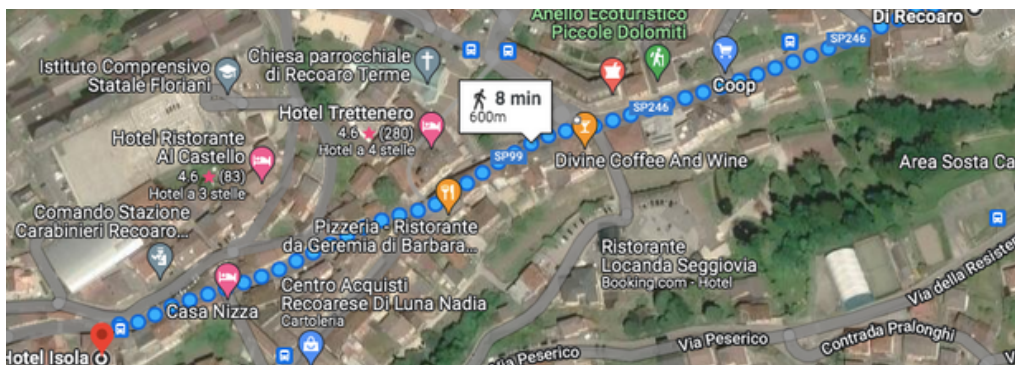 Anello Ecoturistico
Piccole Dolomiti
Di Recoaro
SP246
Istituto Comprensivo
Statale Floriani
Chiesa parrocchiale
di Recoaro Terme
Coop
8 min
600m
SP246
Hotel Trettenero
4.6 ★ (280)
Hotel a 4 stelle
Hotel Ristorante
Al Castello
4.6 ★ (83)
Hotel a 3 stelle
SP99
Divine Coffee And Wine
Area Sosta Ca
Comando Stazione
Carabinieri Recoaro...
Pizzeria - Ristorante
da Geremia di Barbara...
Ristorante
Locanda Seggiovia
Booking.com - Hotel
Casa Nizza
Centro Acquisti
Recoarese Di Luna Nadia
Cartoleria
Via della Resister
Hotel Isola
Via Peserico
Via Peserico
Contrada Pralonghi
V